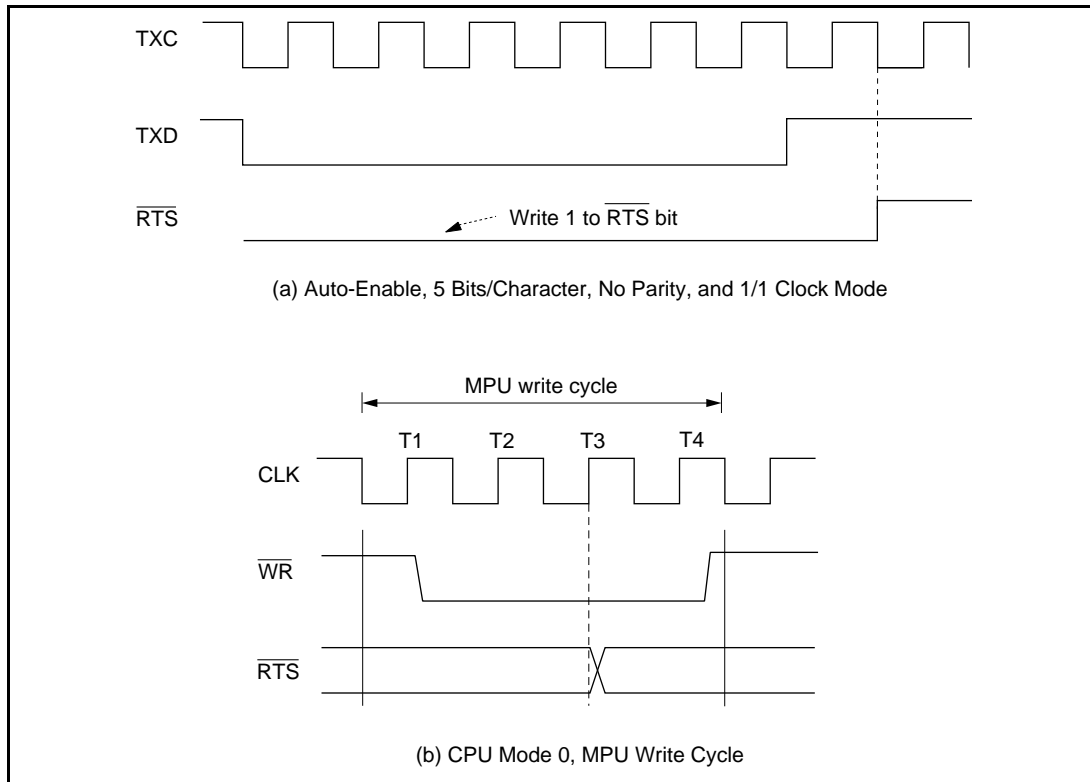 TXC
TXD
RTS
Write 1 to RTS bit
(a) Auto-Enable, 5 Bits/Character, No Parity, and 1/1 Clock Mode
MPU write cycle
T1 T2 T3 T4
CLK
WR
RTS
(b) CPU Mode 0, MPU Write Cycle